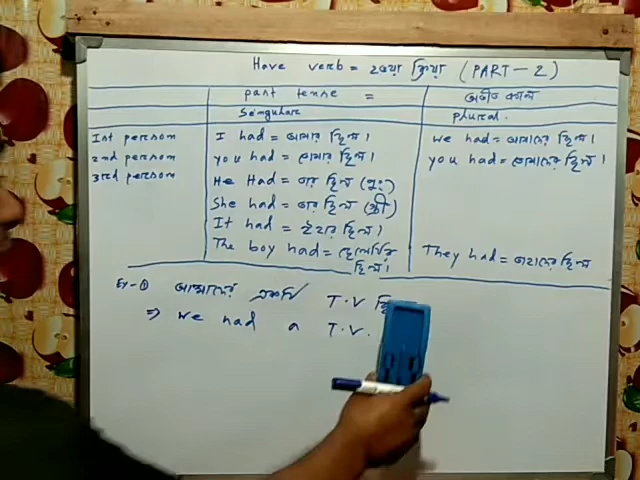 Have verb = হওয়া ক্রিয়া (PART - 2)
past tense = অতীত কাল
Seingular plural.
1st person I had = আমার ছিল। we had = আমাদের ছিল।
2nd person you had = তোমার ছিল। you had = তোমাদের ছিল।
3rd person He Had = তার ছিল (পুং)
She had = তার ছিল (স্ত্রী)
It had = ইহার ছিল।
The boy had = ছেলেটির ছিল। They had = তাহাদের ছিল
Ex-① আমাদের একটি T.V
⇒ we had a T.V.